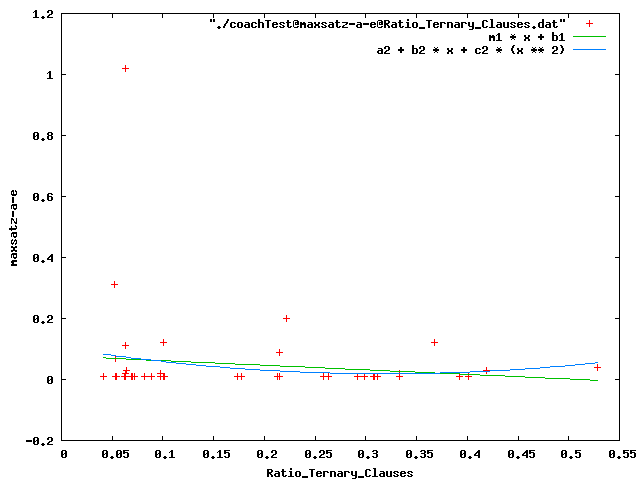 "./coachTest@maxsatz-a-e@Ratio_Ternary_Clauses.dat"
m1 * x + b1
a2 + b2 * x + c2 * (x ** 2)
1.2
1
0.8
0.6
0.4
0.2
0
-0.2
maxsatz-a-e
0 0.05 0.1 0.15 0.2 0.25 0.3 0.35 0.4 0.45 0.5 0.55
Ratio_Ternary_Clauses